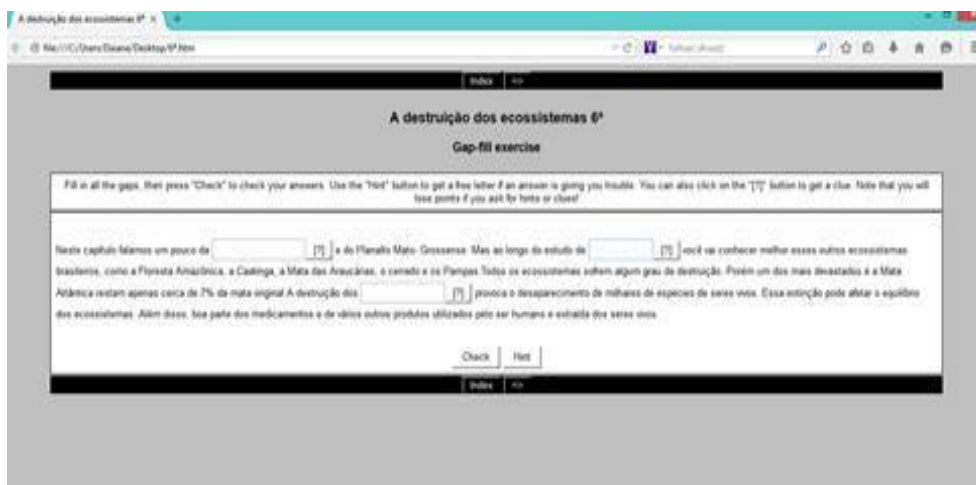 A destruição dos ecossistemas 6ª ×
file:///C:/Users/Elaiane/Desktop/6ª.htm
Index =>
A destruição dos ecossistemas 6ª
Gap-fill exercise
Fill in all the gaps, then press "Check" to check your answers. Use the "Hint" button to get a free letter if an answer is giving you trouble. You can also click on the "[?]" button to get a clue. Note that you will
lose points if you ask for hints or clues!
Neste capítulo falamos um pouco da [?] e do Planalto Mato- Grossense. Mas ao longo do estudo de [?] você vai conhecer melhor esses outros ecossistemas
brasileiros, como a Floresta Amazônica, a Caatinga, a Mata das Araucárias, o cerrado e os Pampas Todos os ecossistemas sofrem algum grau de destruição. Porém um dos mais devastados é a Mata
Atlântica restam apenas cerca de 7% da mata original A destruição dos [?] provoca o desaparecimento de milhares de espécies de seres vivos. Essa extinção pode afetar o equilíbrio
dos ecossistemas. Além disso, boa parte dos medicamentos e de vários outros produtos utilizados pelo ser humano e extraída dos seres vivos.
Check Hint
Index =>